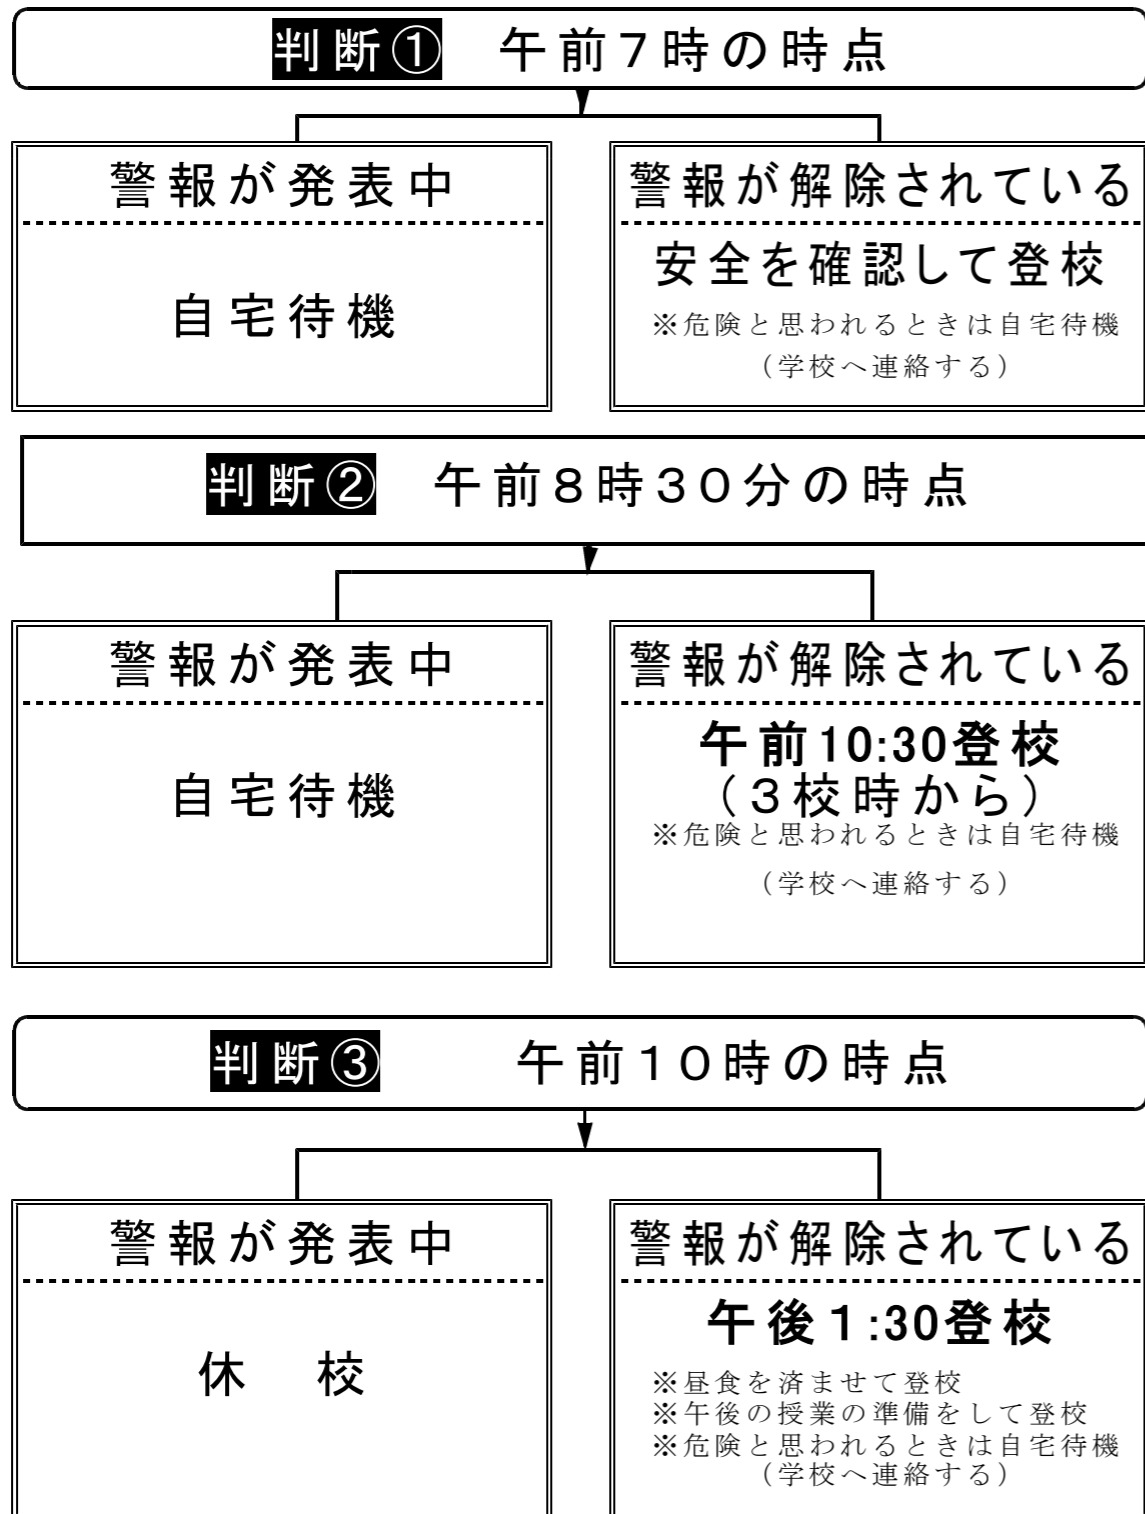 判断① 午前7時の時点
警報が発表中
自宅待機
警報が解除されている
安全を確認して登校
※危険と思われるときは自宅待機
（学校へ連絡する）
判断② 午前8時30分の時点
警報が発表中
自宅待機
警報が解除されている
午前10:30登校
（3校時から）
※危険と思われるときは自宅待機
（学校へ連絡する）
判断③ 午前10時の時点
警報が発表中
休 校
警報が解除されている
午後1:30登校
※昼食を済ませて登校
※午後の授業の準備をして登校
※危険と思われるときは自宅待機
（学校へ連絡する）